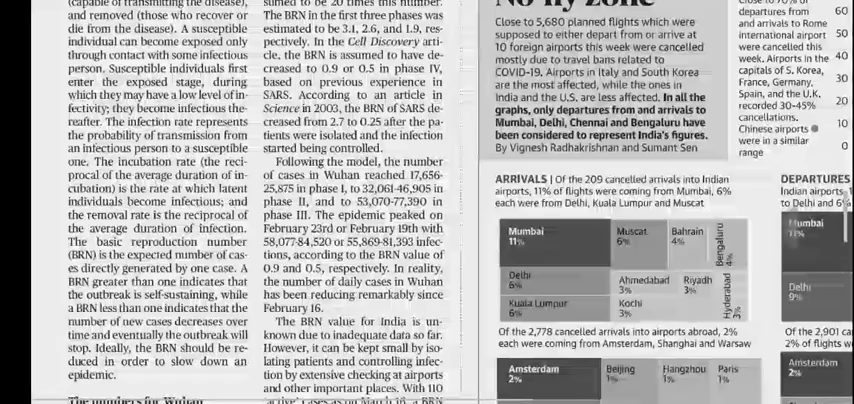 (capable of transmitting the disease),
and removed (those who recover or
die from the disease). A susceptible
individual can become exposed only
through contact with some infectious
person. Susceptible individuals first
enter the exposed stage, during
which they may have a low level of in-
fectivity; they become infectious the-
reafter. The infection rate represents
the probability of transmission from
an infectious person to a susceptible
one. The incubation rate (the reci-
procal of the average duration of in-
cubation) is the rate at which latent
individuals become infectious; and
the removal rate is the reciprocal of
the average duration of infection.
The basic reproduction number
(BRN) is the expected number of cas-
es directly generated by one case. A
BRN greater than one indicates that
the outbreak is self-sustaining, while
a BRN less than one indicates that the
number of new cases decreases over
time and eventually the outbreak will
stop. Ideally, the BRN should be re-
duced in order to slow down an
epidemic.
The numbers for Wuhan
sumed to be 20 times this number.
The BRN in the first three phases was
estimated to be 3.1, 2.6, and 1.9, res-
pectively. In the Cell Discovery arti-
cle, the BRN is assumed to have de-
creased to 0.9 or 0.5 in phase IV,
based on previous experience in
SARS. According to an article in
Science in 2003, the BRN of SARS de-
creased from 2.7 to 0.25 after the pa-
tients were isolated and the infection
started being controlled.
Following the model, the number
of cases in Wuhan reached 17,656-
25,875 in phase I, to 32,061-46,905 in
phase II, and to 53,070-77,390 in
phase III. The epidemic peaked on
February 23rd or February 19th with
58,077-84,520 or 55,869-81,393 infec-
tions, according to the BRN value of
0.9 and 0.5, respectively. In reality,
the number of daily cases in Wuhan
has been reducing remarkably since
February 16.
The BRN value for India is un-
known due to inadequate data so far.
However, it can be kept small by iso-
lating patients and controlling infec-
tion by extensive checking at airports
and other important places. With 110
'active' cases as on March 16, a BRN
No-fly zone
Close to 5,680 planned flights which were
supposed to either depart from or arrive at
10 foreign airports this week were cancelled
mostly due to travel bans related to
COVID-19. Airports in Italy and South Korea
are the most affected, while the ones in
India and the U.S. are less affected. In all the
graphs, only departures from and arrivals to
Mumbai, Delhi, Chennai and Bengaluru have
been considered to represent India's figures.
By Vignesh Radhakrishnan and Sumant Sen
Close to 70% of
departures from
and arrivals to Rome
international airport
were cancelled this
week. Airports in the
capitals of S. Korea,
France, Germany,
Spain, and the U.K.
recorded 30-45%
cancellations.
Chinese airports
were in a similar
range
60
50
40
30
20
10
0
ARRIVALS | Of the 209 cancelled arrivals into Indian
airports, 11% of flights were coming from Mumbai, 6%
each were from Delhi, Kuala Lumpur and Muscat
Mumbai
11%
Muscat
6%
Bahrain
4%
Bengaluru
4%
Delhi
6%
Ahmedabad
3%
Riyadh
3%
Hyderabad
3%
Kuala Lumpur
6%
Kochi
3%
Of the 2,778 cancelled arrivals into airports abroad, 2%
each were coming from Amsterdam, Shanghai and Warsaw
Amsterdam
2%
Beijing
1%
Hangzhou
1%
Paris
1%
DEPARTURES
Indian airports, 1
to Delhi and 6%
Mumbai
11%
Delhi
9%
Of the 2,901 ca
2% of flights w
Amsterdam
2%